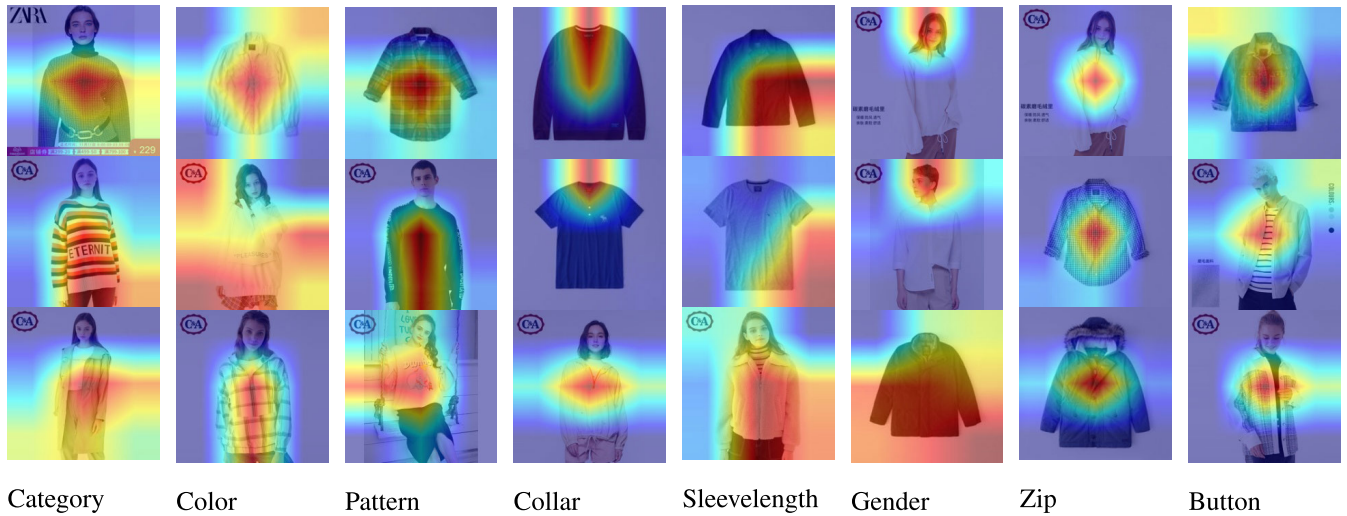 ZARA
229
C&A
C&A
C&A
C&A
ETERNIT
C&A
C&A
C&A
C&A
C&A
C&A
C&A
C&A
C&A
C&A
Category
Color
Pattern
Collar
Sleevelength
Gender
Zip
Button